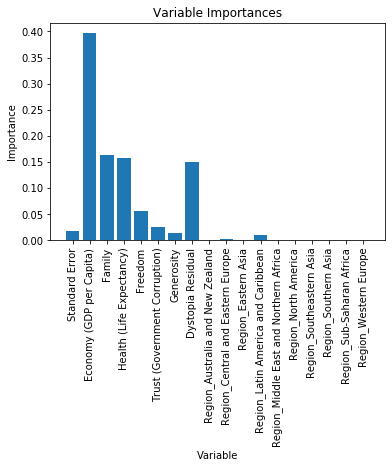 Variable Importances
Importance
0.40
0.35
0.30
0.25
0.20
0.15
0.10
0.05
0.00
Standard Error
Economy (GDP per Capita)
Family
Health (Life Expectancy)
Freedom
Trust (Government Corruption)
Generosity
Dystopia Residual
Region_Australia and New Zealand
Region_Central and Eastern Europe
Region_Eastern Asia
Region_Latin America and Caribbean
Region_Middle East and Northern Africa
Region_North America
Region_Southeastern Asia
Region_Southern Asia
Region_Sub-Saharan Africa
Region_Western Europe
Variable